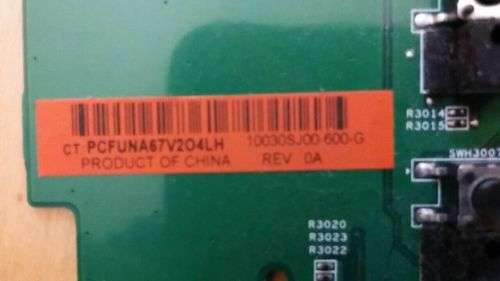 R3014
R3015
CT:PCFUNA67V2O4LH 10030SJ00-600-G
PRODUCT OF CHINA REV 0A
SWH3007
R3020
R3023
R3022